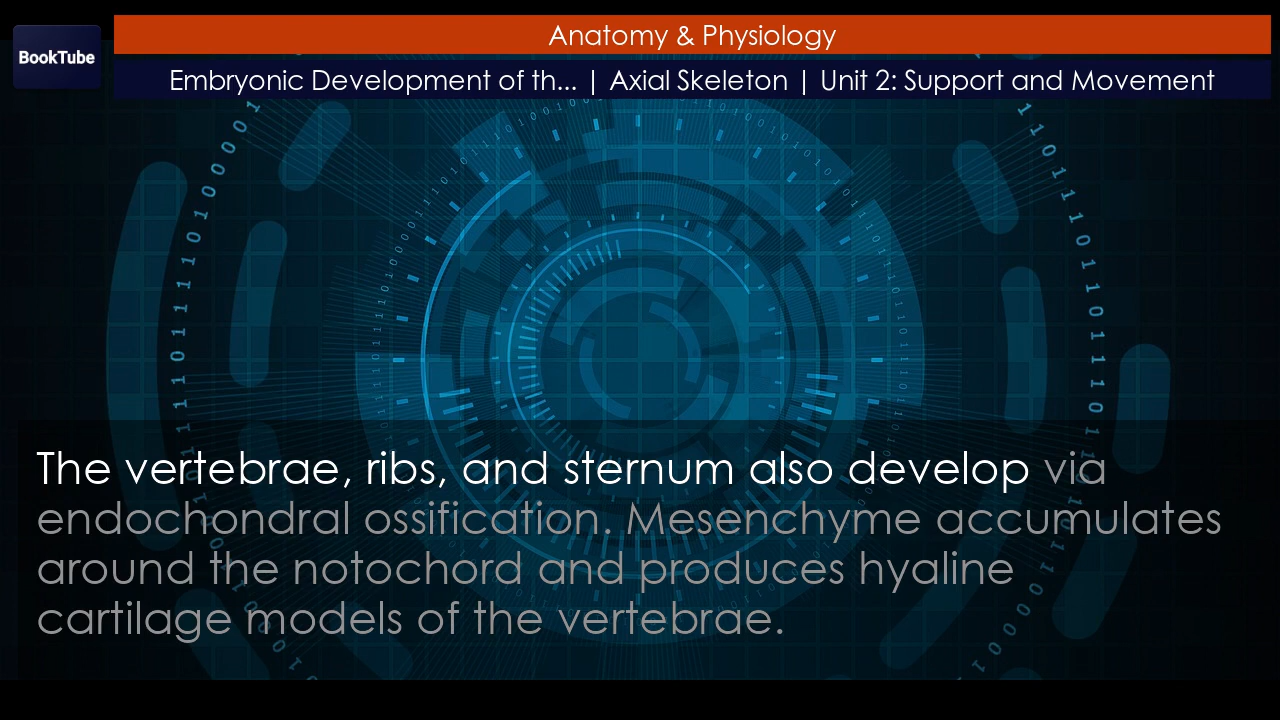 BookTube
Anatomy & Physiology
Embryonic Development of th... | Axial Skeleton | Unit 2: Support and Movement
The vertebrae, ribs, and sternum also develop via
endochondral ossification. Mesenchyme accumulates
around the notochord and produces hyaline
cartilage models of the vertebrae.